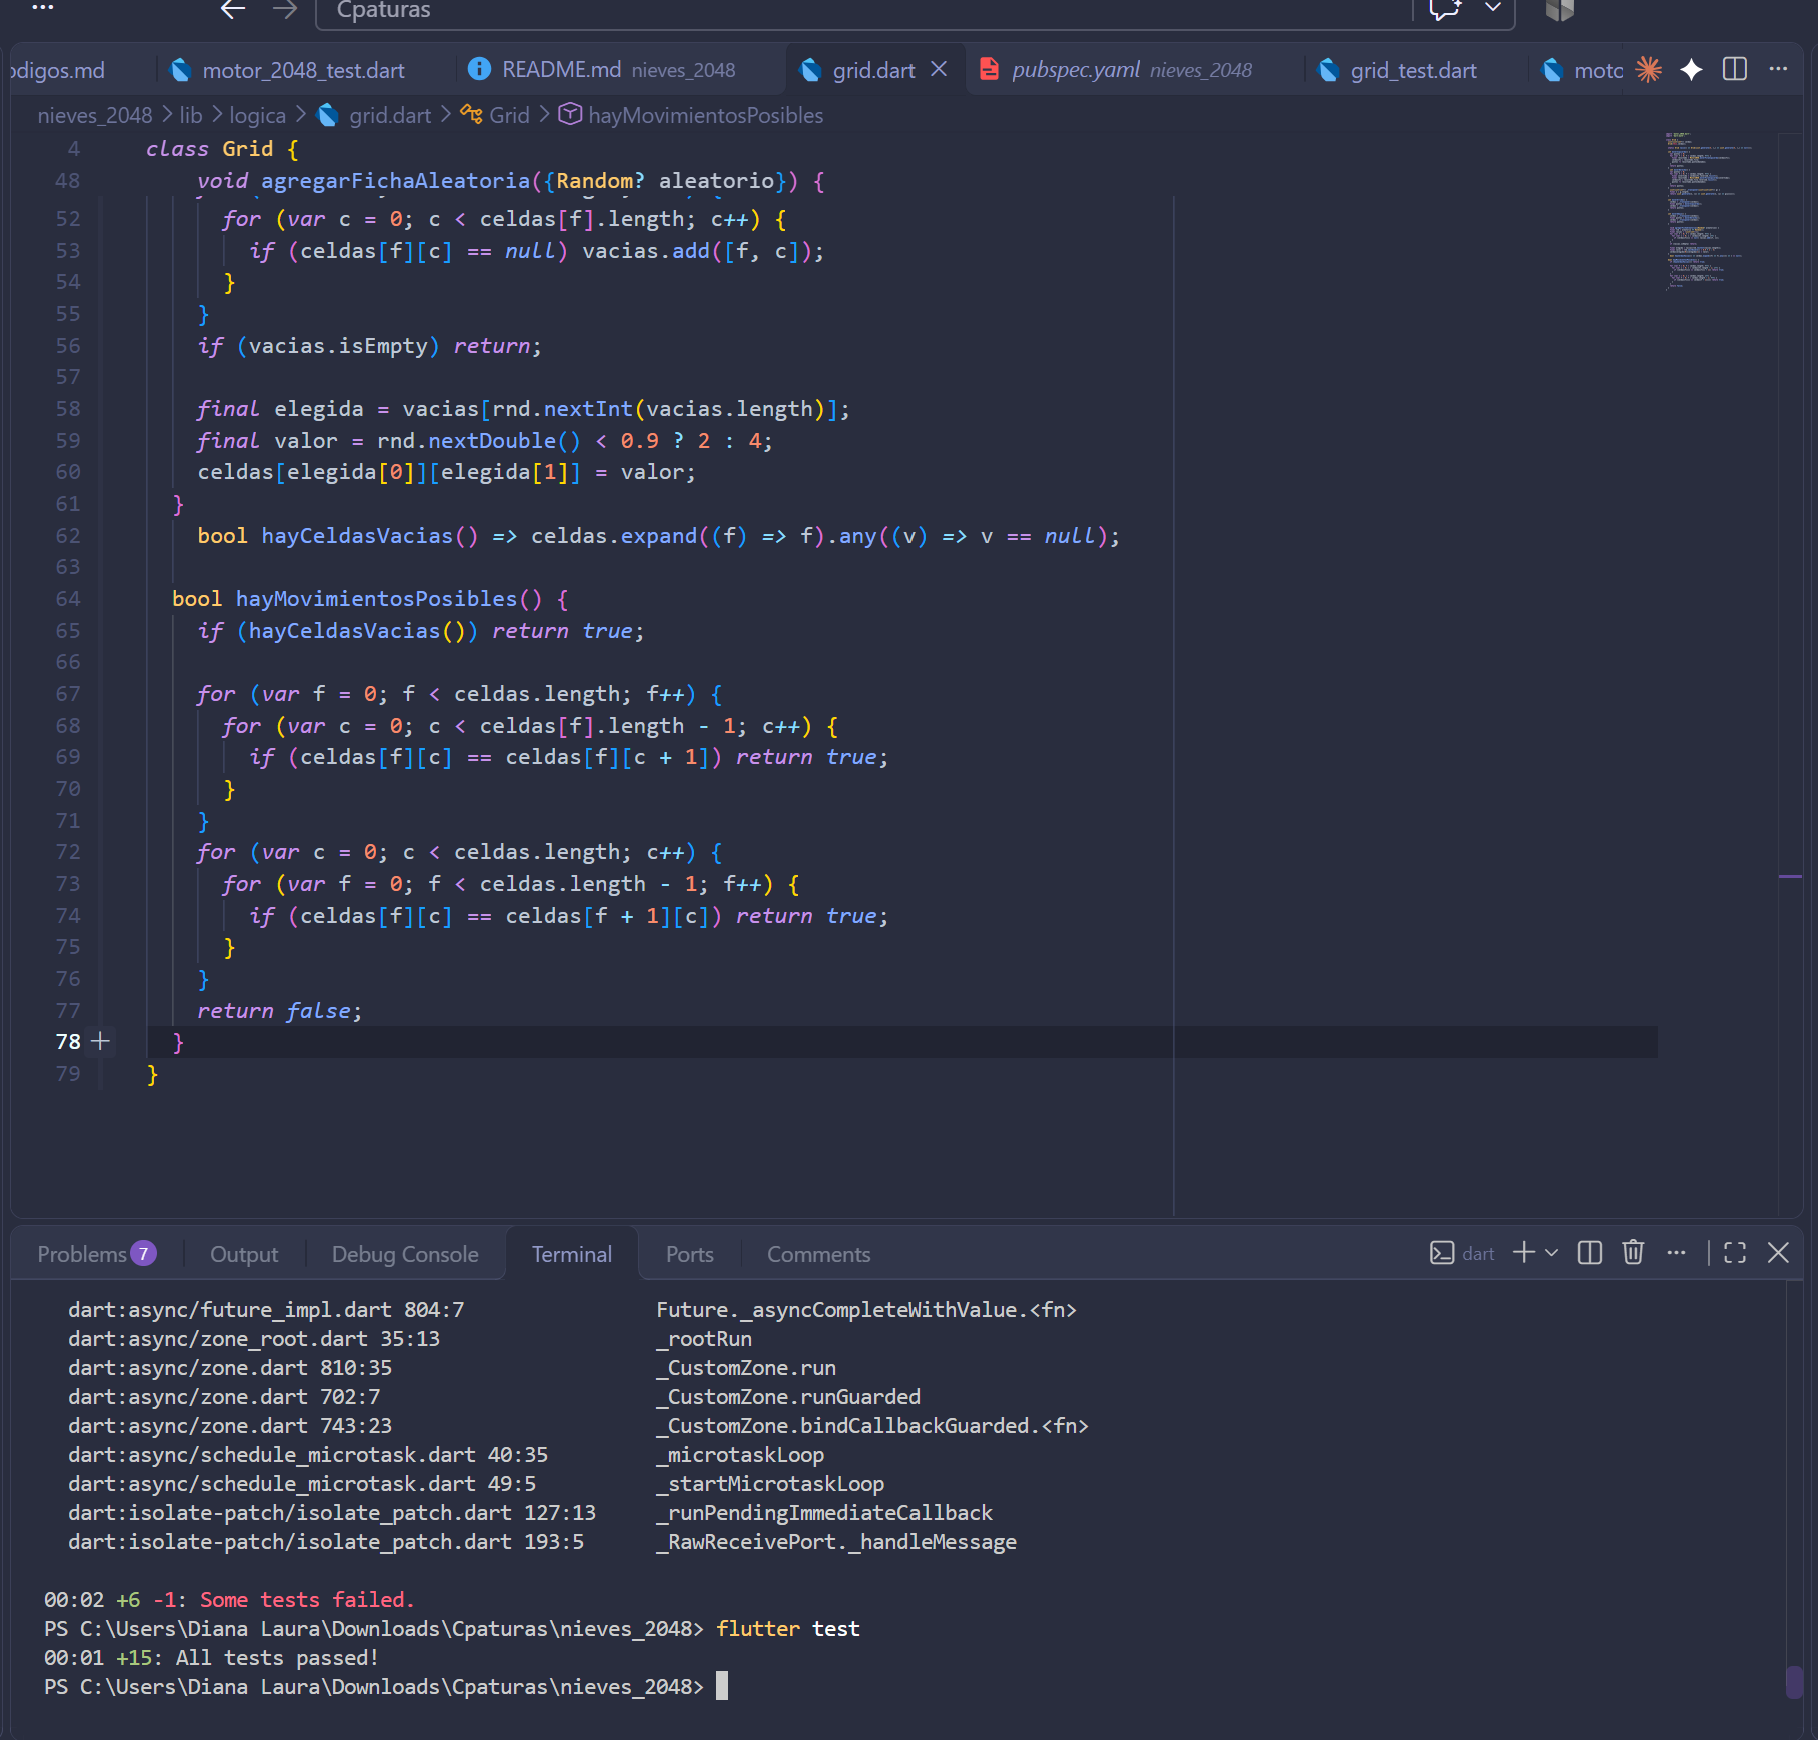 Cpaturas
odigos.md motor_2048_test.dart README.md nieves_2048 grid.dart pubspec.yaml nieves_2048 grid_test.dart moto
nieves_2048 > lib > logica > grid.dart > Grid > hayMovimientosPosibles
4 class Grid {
48 void agregarFichaAleatoria({Random? aleatorio}) {
52 for (var c = 0; c < celdas[f].length; c++) {
53 if (celdas[f][c] == null) vacias.add([f, c]);
54 }
55 }
56 if (vacias.isEmpty) return;
57
58 final elegida = vacias[rnd.nextInt(vacias.length)];
59 final valor = rnd.nextDouble() < 0.9 ? 2 : 4;
60 celdas[elegida[0]][elegida[1]] = valor;
61 }
62 bool hayCeldasVacias() => celdas.expand((f) => f).any((v) => v == null);
63
64 bool hayMovimientosPosibles() {
65 if (hayCeldasVacias()) return true;
66
67 for (var f = 0; f < celdas.length; f++) {
68 for (var c = 0; c < celdas[f].length - 1; c++) {
69 if (celdas[f][c] == celdas[f][c + 1]) return true;
70 }
71 }
72 for (var c = 0; c < celdas.length; c++) {
73 for (var f = 0; f < celdas.length - 1; f++) {
74 if (celdas[f][c] == celdas[f + 1][c]) return true;
75 }
76 }
77 return false;
78 }
79 }
Problems 7 Output Debug Console Terminal Ports Comments dart
dart:async/future_impl.dart 804:7 Future._asyncCompleteWithValue.<fn>
dart:async/zone_root.dart 35:13 _rootRun
dart:async/zone.dart 810:35 _CustomZone.run
dart:async/zone.dart 702:7 _CustomZone.runGuarded
dart:async/zone.dart 743:23 _CustomZone.bindCallbackGuarded.<fn>
dart:async/schedule_microtask.dart 40:35 _microtaskLoop
dart:async/schedule_microtask.dart 49:5 _startMicrotaskLoop
dart:isolate-patch/isolate_patch.dart 127:13 _runPendingImmediateCallback
dart:isolate-patch/isolate_patch.dart 193:5 _RawReceivePort._handleMessage
00:02 +6 -1: Some tests failed.
PS C:\Users\Diana Laura\Downloads\Cpaturas\nieves_2048> flutter test
00:01 +15: All tests passed!
PS C:\Users\Diana Laura\Downloads\Cpaturas\nieves_2048>